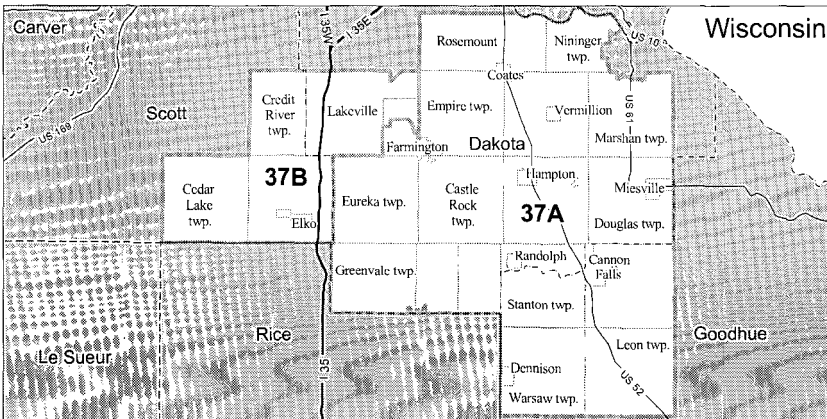 Carver
I 35W
I 35E
Rosemount
Nininger
twp.
US 10
Wisconsin
Coates
Scott
Credit
River
twp.
Lakeville
Empire twp.
Vermillion
US 61
US 169
Marshan twp.
Farmington
Dakota
37B
Hampton
Miesville
Cedar
Lake
twp.
Eureka twp.
Castle
Rock
twp.
37A
Elko
Douglas twp.
Randolph
Cannon
Falls
Greenvale twp.
Stanton twp.
Rice
Goodhue
Le Sueur
I 35
Leon twp.
Dennison
US 52
Warsaw twp.